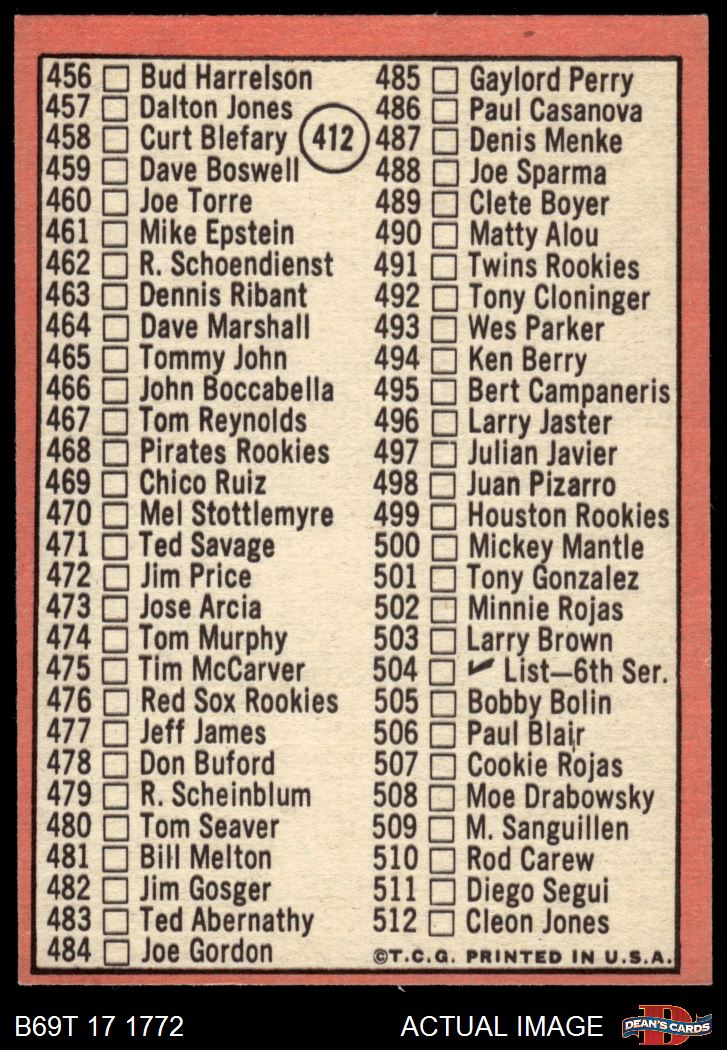 456 Bud Harrelson
457 Dalton Jones
458 Curt Blefary
459 Dave Boswell
460 Joe Torre
461 Mike Epstein
462 R. Schoendienst
463 Dennis Ribant
464 Dave Marshall
465 Tommy John
466 John Boccabella
467 Tom Reynolds
468 Pirates Rookies
469 Chico Ruiz
470 Mel Stottlemyre
471 Ted Savage
472 Jim Price
473 Jose Arcia
474 Tom Murphy
475 Tim McCarver
476 Red Sox Rookies
477 Jeff James
478 Don Buford
479 R. Scheinblum
480 Tom Seaver
481 Bill Melton
482 Jim Gosger
483 Ted Abernathy
484 Joe Gordon
412
485 Gaylord Perry
486 Paul Casanova
487 Denis Menke
488 Joe Sparma
489 Clete Boyer
490 Matty Alou
491 Twins Rookies
492 Tony Cloninger
493 Wes Parker
494 Ken Berry
495 Bert Campaneris
496 Larry Jaster
497 Julian Javier
498 Juan Pizarro
499 Houston Rookies
500 Mickey Mantle
501 Tony Gonzalez
502 Minnie Rojas
503 Larry Brown
504 ✔ List—6th Ser.
505 Bobby Bolin
506 Paul Blair
507 Cookie Rojas
508 Moe Drabowsky
509 M. Sanguillen
510 Rod Carew
511 Diego Segui
512 Cleon Jones
©T.C.G. PRINTED IN U.S.A.
B69T 17 1772
ACTUAL IMAGE
D
DEAN'S CARDS